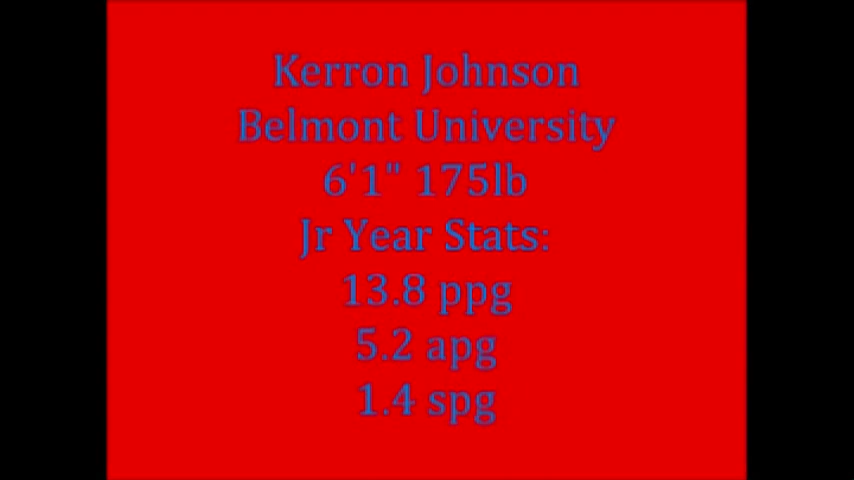 Kerron Johnson
Belmont University
6'1" 175lb
Jr Year Stats:
13.8 ppg
5.2 apg
1.4 spg